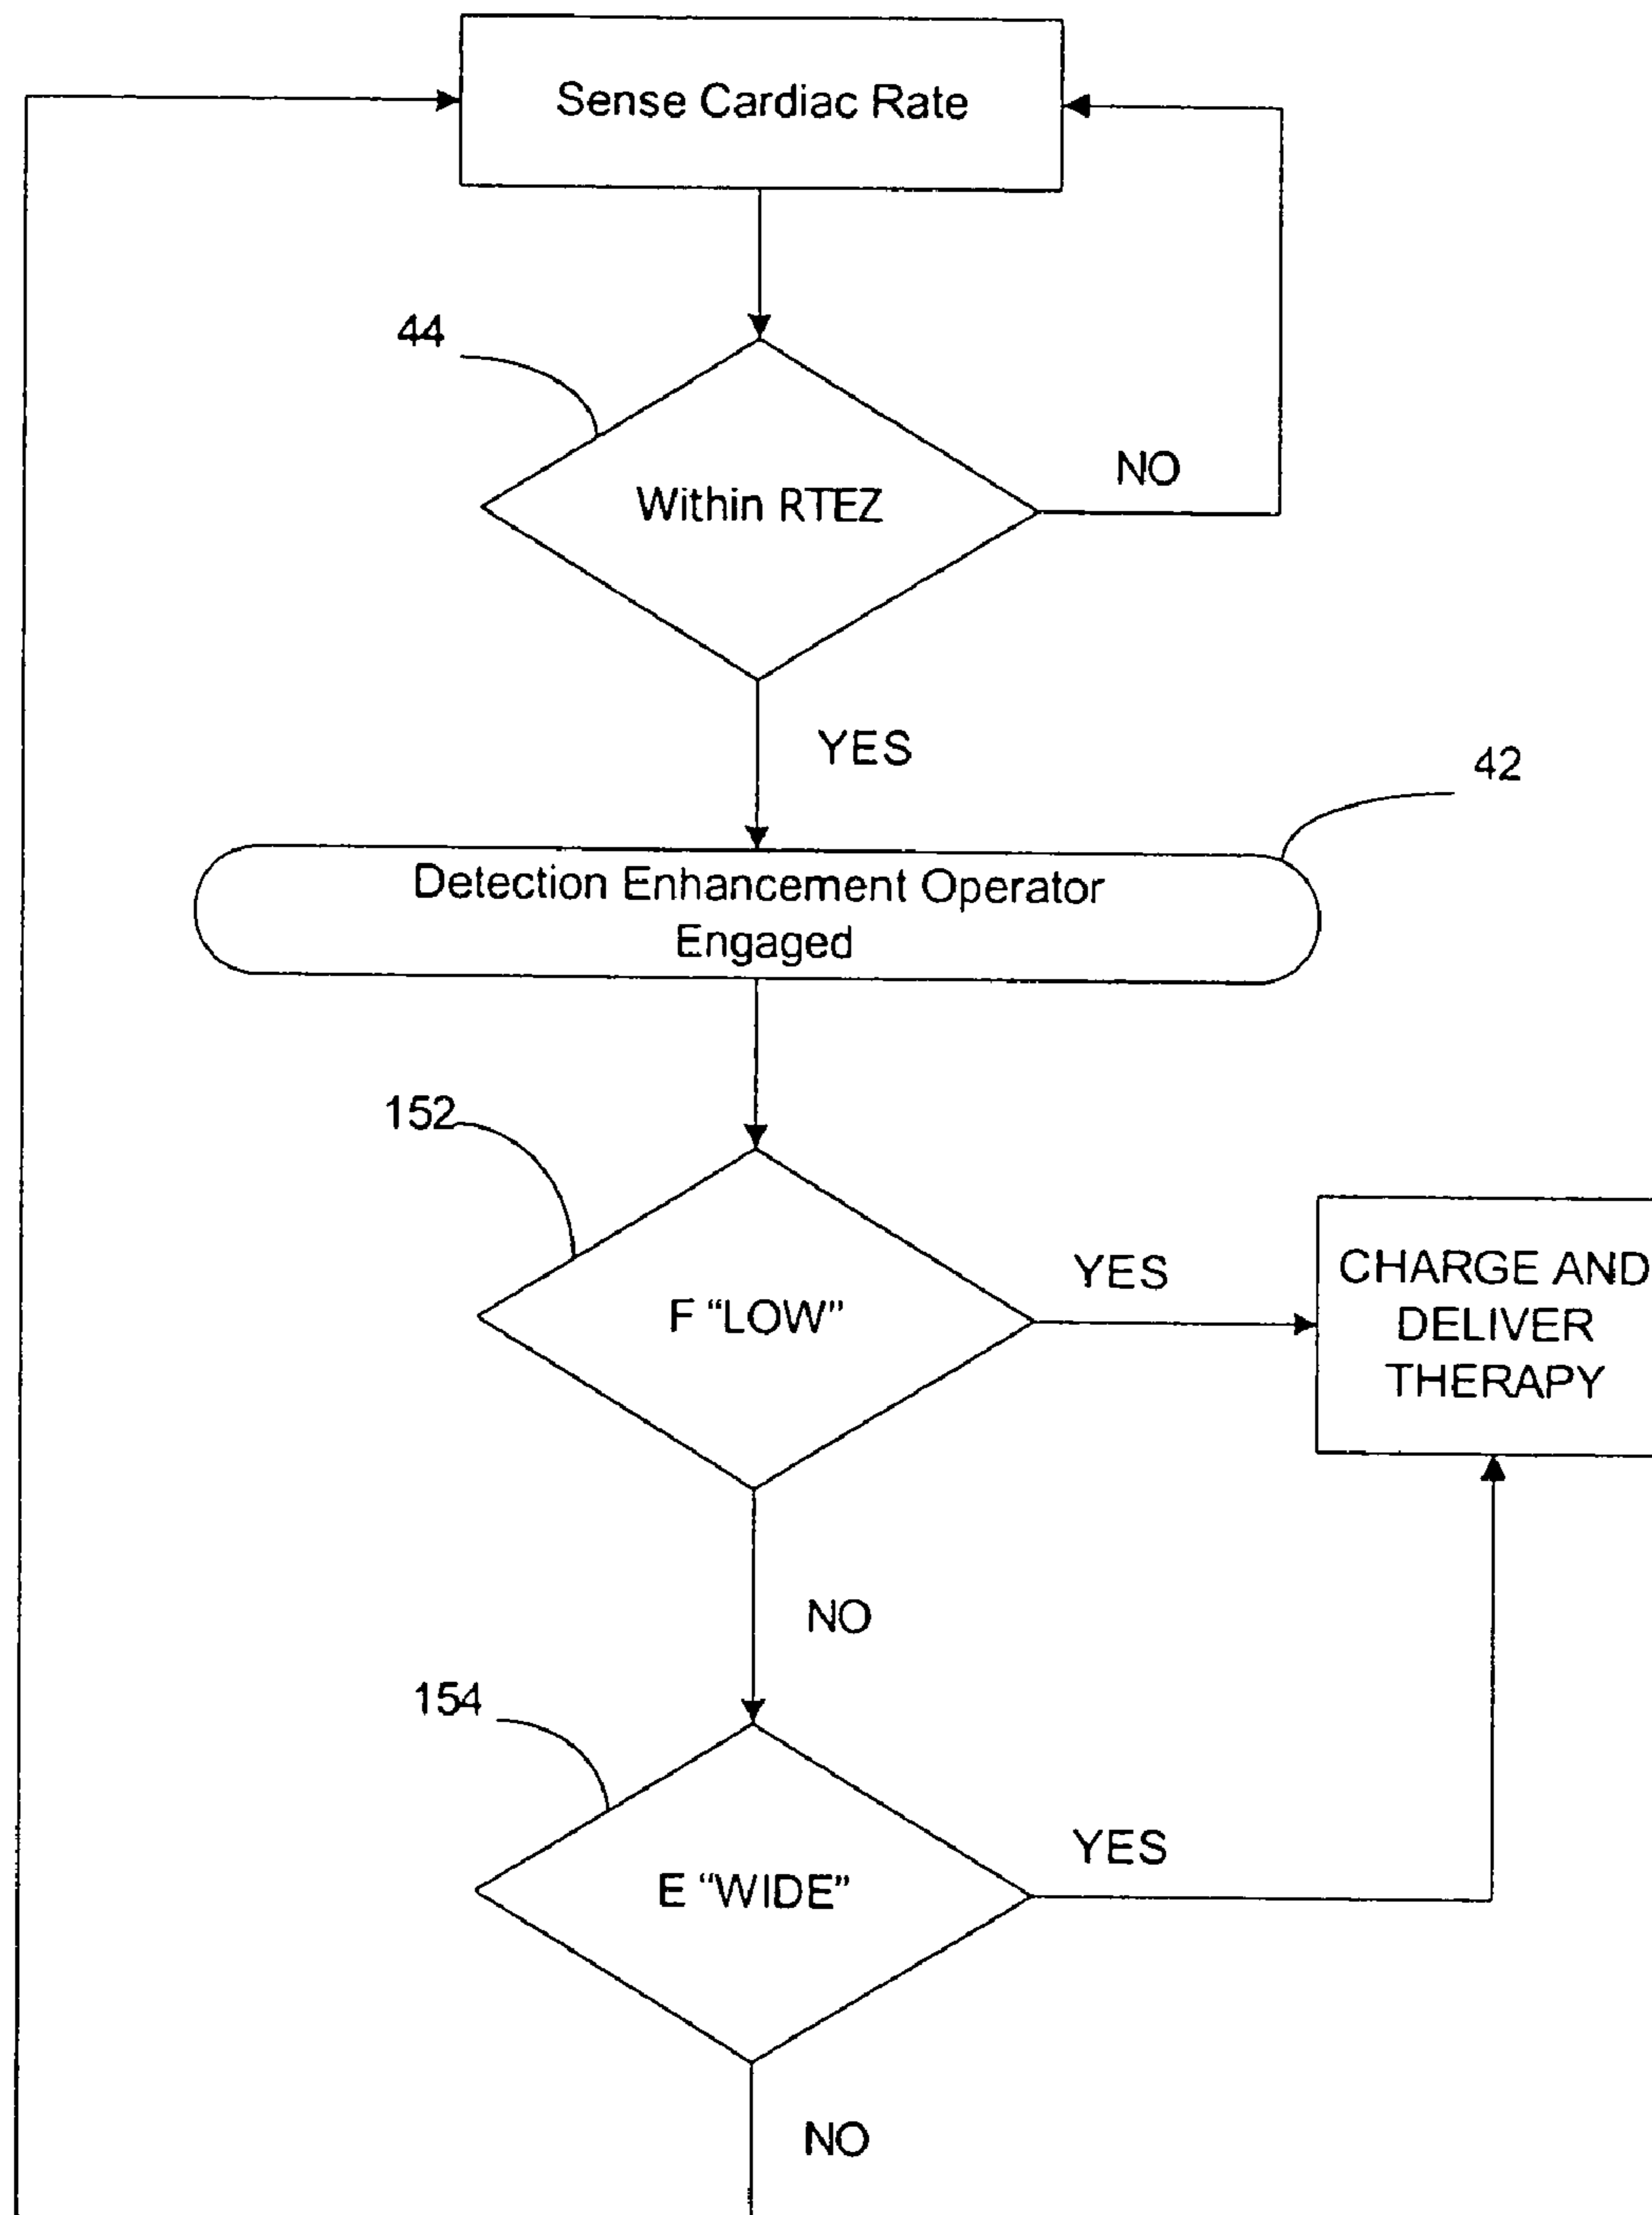 Sense Cardiac Rate
44
Within RTEZ
NO
YES
42
Detection Enhancement Operator
Engaged
152
F “LOW”
YES
CHARGE AND
DELIVER
THERAPY
NO
154
E “WIDE”
YES
NO